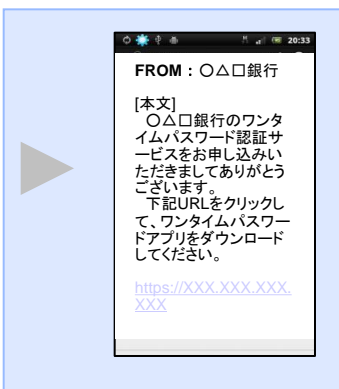 20:33
FROM：〇△□銀行
[本文]
　〇△□銀行のワンタ
イムパスワード認証サ
ービスをお申し込みい
ただきましてありがとう
ございます。
　下記URLをクリックし
て、ワンタイムパスワー
ドアプリをダウンロード
してください。
https://XXX.XXX.XXX.
XXX